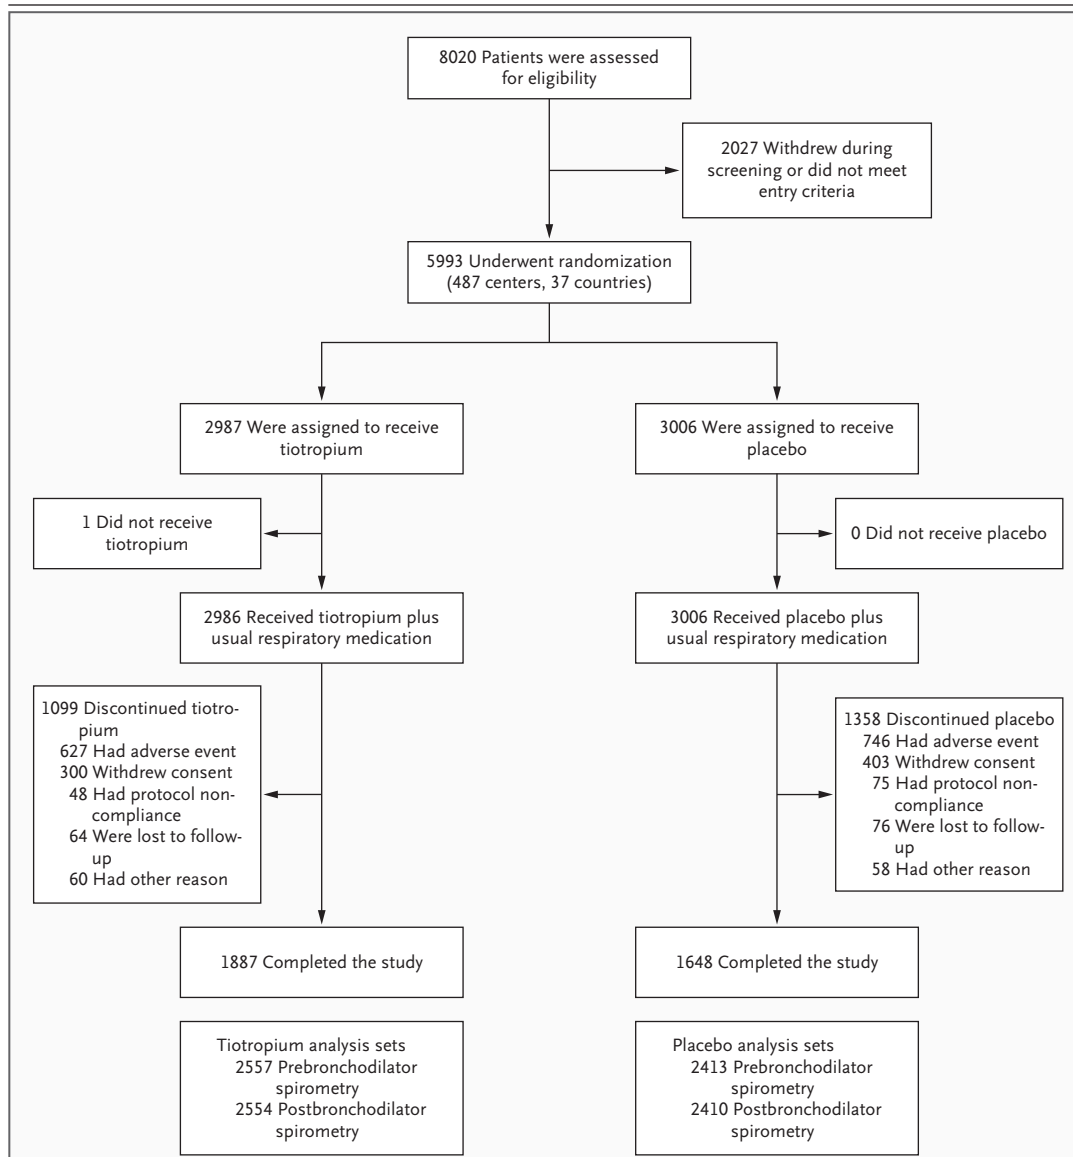 8020 Patients were assessed
for eligibility
2027 Withdrew during
screening or did not meet
entry criteria
5993 Underwent randomization
(487 centers, 37 countries)
2987 Were assigned to receive
tiotropium
3006 Were assigned to receive
placebo
1 Did not receive
tiotropium
0 Did not receive placebo
2986 Received tiotropium plus
usual respiratory medication
3006 Received placebo plus
usual respiratory medication
1099 Discontinued tiotro-
pium
627 Had adverse event
300 Withdrew consent
48 Had protocol non-
compliance
64 Were lost to follow-
up
60 Had other reason
1358 Discontinued placebo
746 Had adverse event
403 Withdrew consent
75 Had protocol non-
compliance
76 Were lost to follow-
up
58 Had other reason
1887 Completed the study
1648 Completed the study
Tiotropium analysis sets
2557 Prebronchodilator
spirometry
2554 Postbronchodilator
spirometry
Placebo analysis sets
2413 Prebronchodilator
spirometry
2410 Postbronchodilator
spirometry